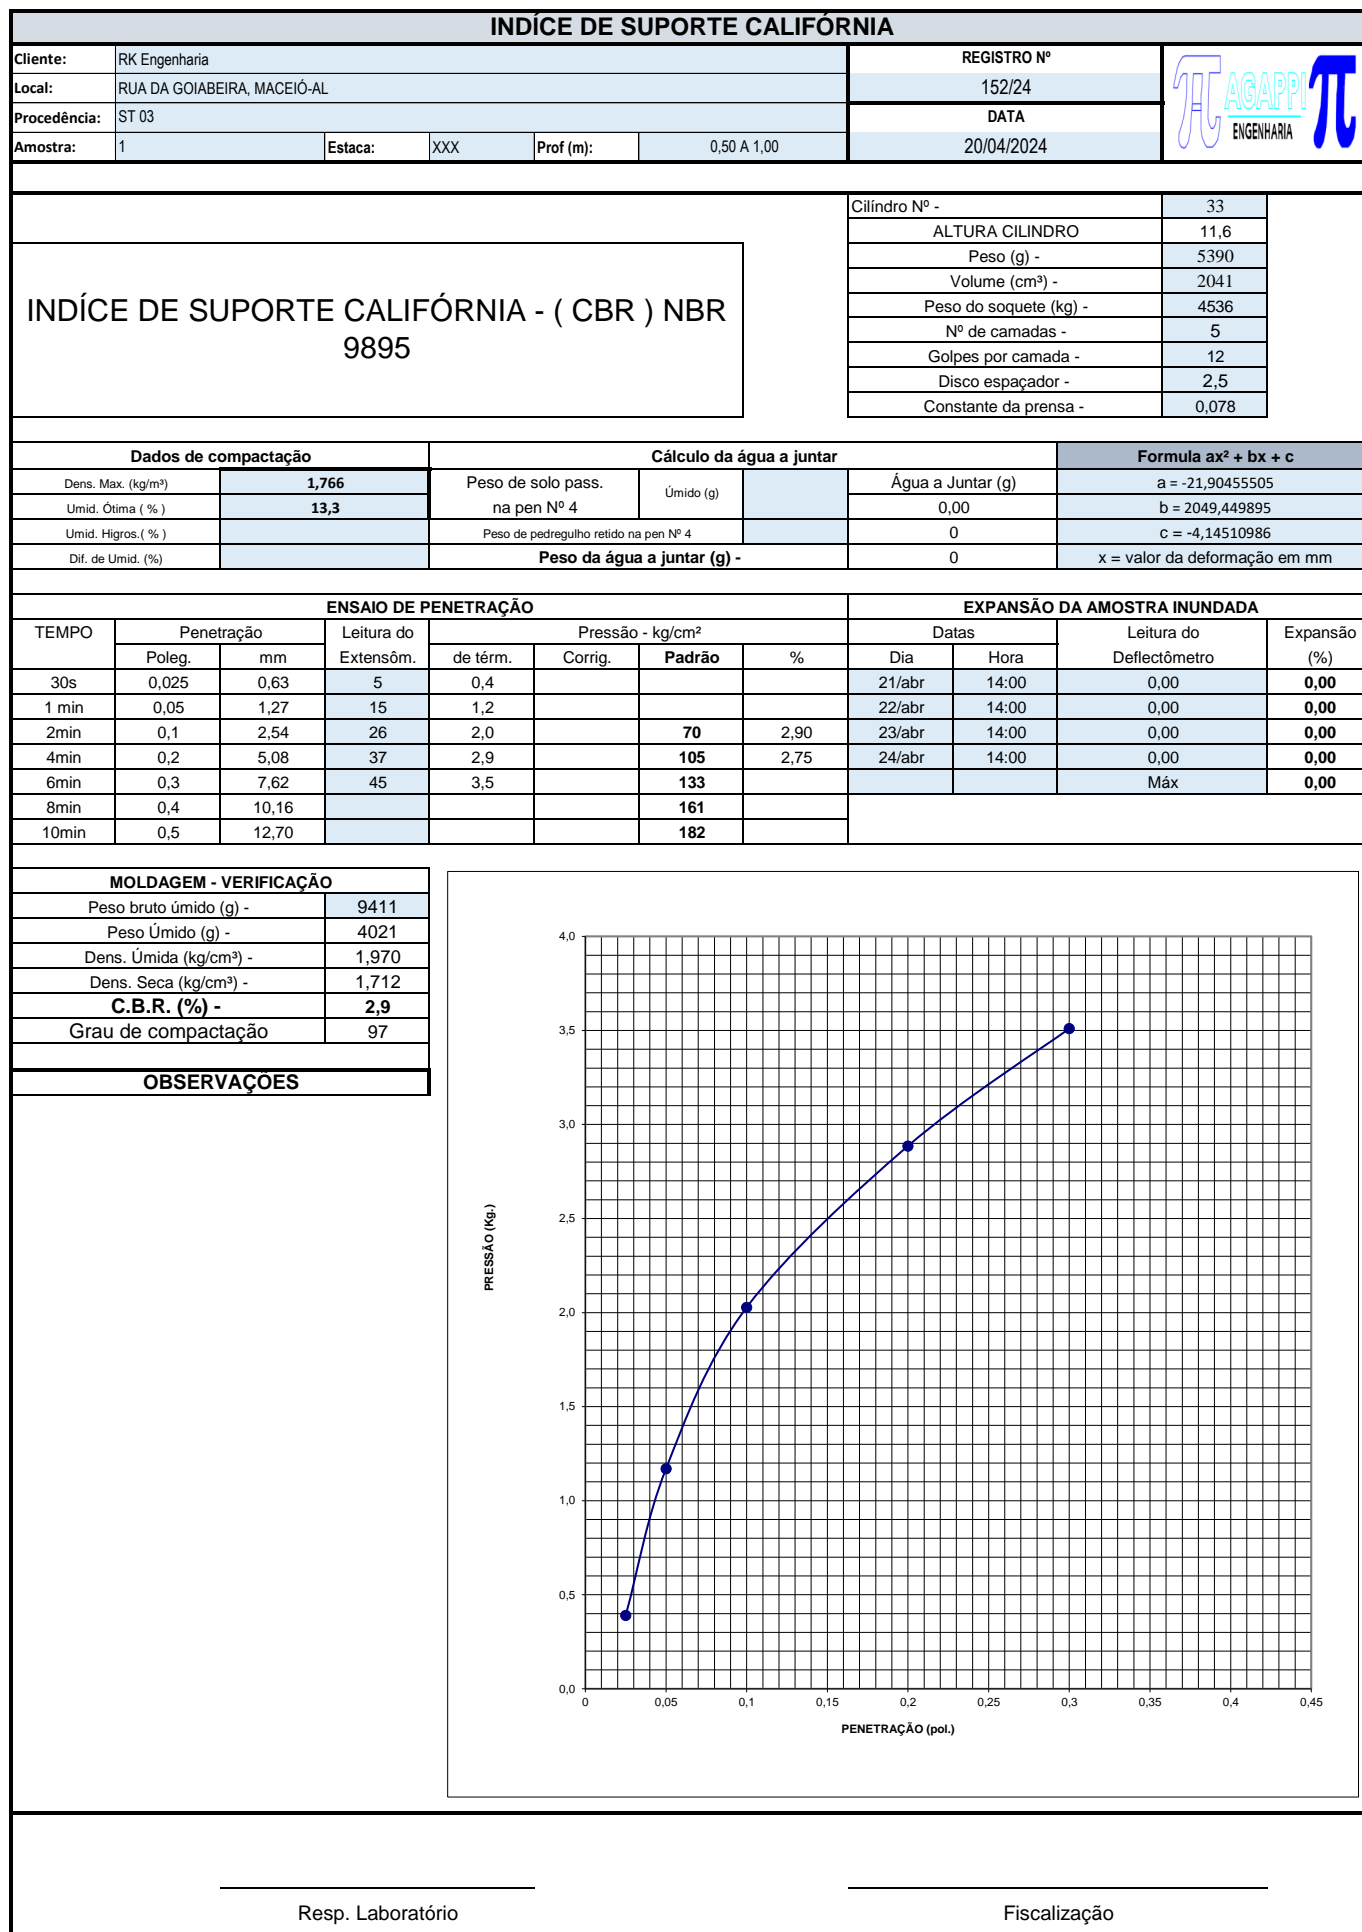 INDÍCE DE SUPORTE CALIFÓRNIA
Cliente: RK Engenharia REGISTRO Nº
Local: RUA DA GOIABEIRA, MACEIÓ-AL 152/24
Procedência: ST 03 DATA
Amostra: 1 Estaca: XXX Prof (m): 0,50 A 1,00 20/04/2024
AGAPPI
ENGENHARIA
Cilíndro Nº - 33
ALTURA CILINDRO 11,6
Peso (g) - 5390
Volume (cm³) - 2041
Peso do soquete (kg) - 4536
Nº de camadas - 5
Golpes por camada - 12
Disco espaçador - 2,5
Constante da prensa - 0,078
INDÍCE DE SUPORTE CALIFÓRNIA - ( CBR ) NBR
9895
Dados de compactação Cálculo da água a juntar Formula ax² + bx + c
Dens. Max. (kg/m³) 1,766 Peso de solo pass. Úmido (g) Água a Juntar (g) a = -21,90455505
Umid. Ótima ( % ) 13,3 na pen Nº 4 0,00 b = 2049,449895
Umid. Higros.( % ) Peso de pedregulho retido na pen Nº 4 0 c = -4,14510986
Dif. de Umid. (%) Peso da água a juntar (g) - 0 x = valor da deformação em mm
ENSAIO DE PENETRAÇÃO EXPANSÃO DA AMOSTRA INUNDADA
TEMPO Penetração Leitura do Pressão - kg/cm² Datas Leitura do Expansão
Poleg. mm Extensôm. de térm. Corrig. Padrão % Dia Hora Deflectômetro (%)
30s 0,025 0,63 5 0,4 21/abr 14:00 0,00 0,00
1 min 0,05 1,27 15 1,2 22/abr 14:00 0,00 0,00
2min 0,1 2,54 26 2,0 70 2,90 23/abr 14:00 0,00 0,00
4min 0,2 5,08 37 2,9 105 2,75 24/abr 14:00 0,00 0,00
6min 0,3 7,62 45 3,5 133 Máx 0,00
8min 0,4 10,16 161
10min 0,5 12,70 182
MOLDAGEM - VERIFICAÇÃO
Peso bruto úmido (g) - 9411
Peso Úmido (g) - 4021
Dens. Úmida (kg/cm³) - 1,970
Dens. Seca (kg/cm³) - 1,712
C.B.R. (%) - 2,9
Grau de compactação 97
OBSERVAÇÕES
4,0
3,5
3,0
2,5
2,0
1,5
1,0
0,5
0,0
PRESSÃO (Kg.)
0 0,05 0,1 0,15 0,2 0,25 0,3 0,35 0,4 0,45
PENETRAÇÃO (pol.)
Resp. Laboratório Fiscalização